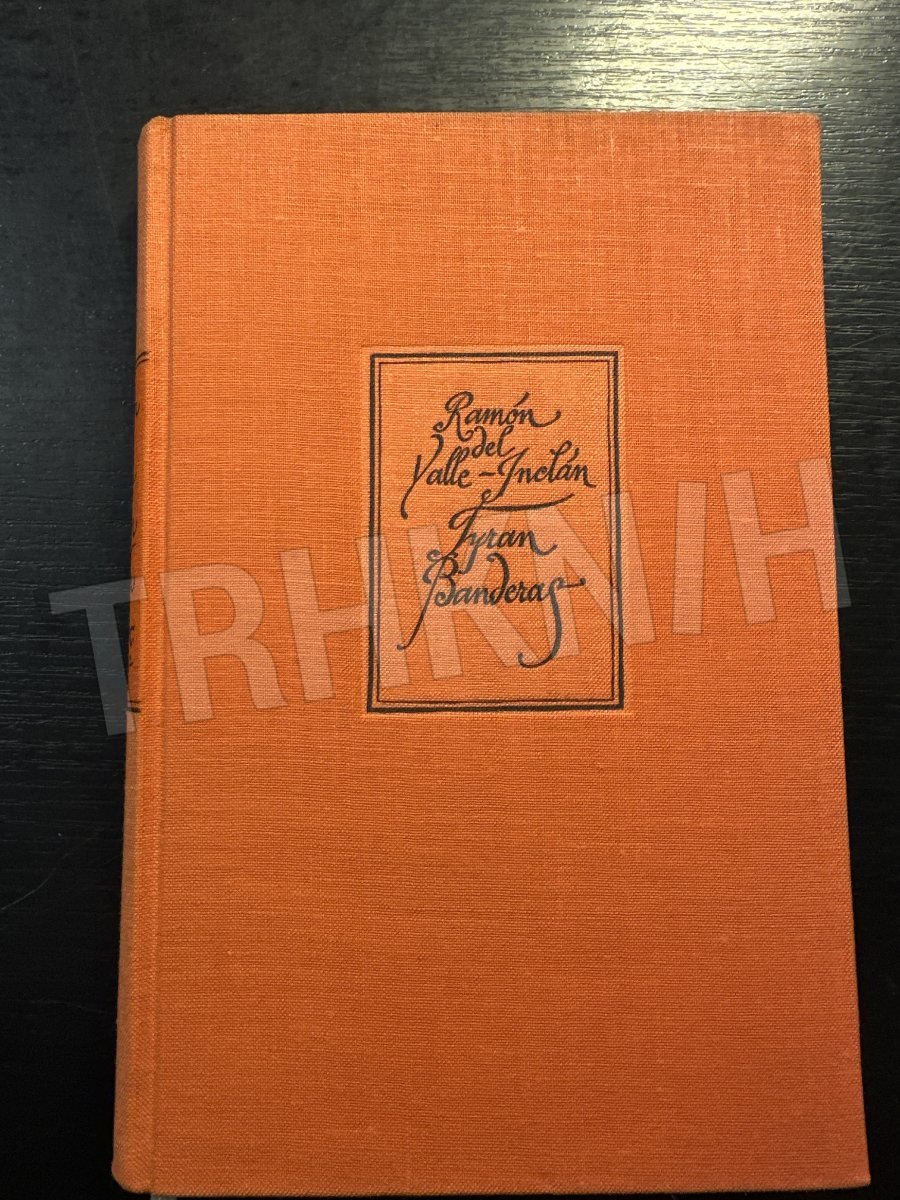 Ramón
del
Valle-Inclán
Tyran
Banderas
TRHKNIH